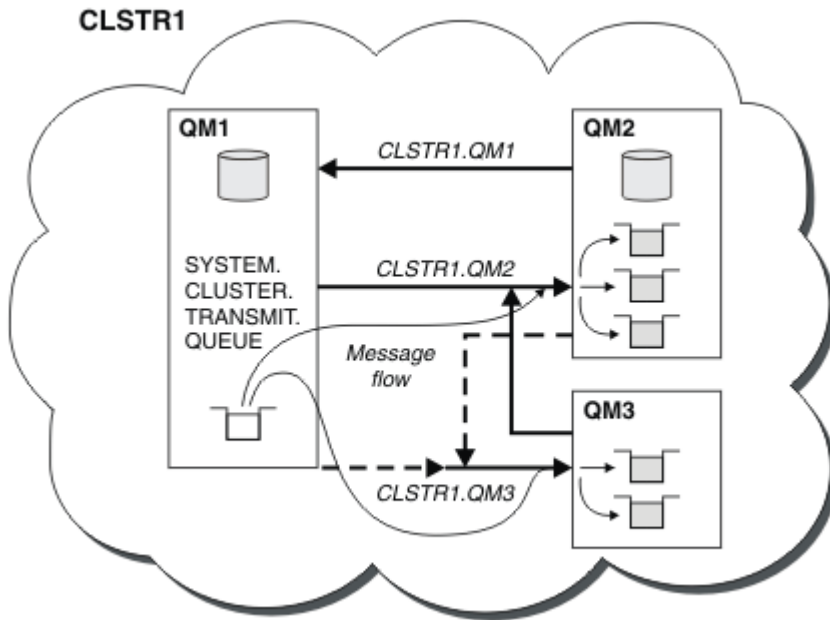 CLSTR1
QM1
QM2
CLSTR1.QM1
SYSTEM.
CLUSTER.
TRANSMIT.
QUEUE
CLSTR1.QM2
Message
flow
QM3
CLSTR1.QM3